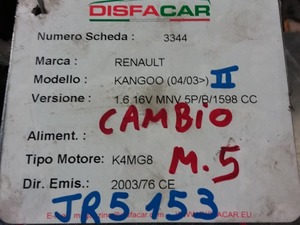 DISFACAR
Numero Scheda : 3344
Marca : RENAULT
Modello : KANGOO (04/03>) II
Versione : 1.6 16V MNV 5P/B/1598 CC
CAMBIO
Aliment. :
Tipo Motore: K4MG8 M.5
Dir. Emis.: 2003/76 CE
JR5 153